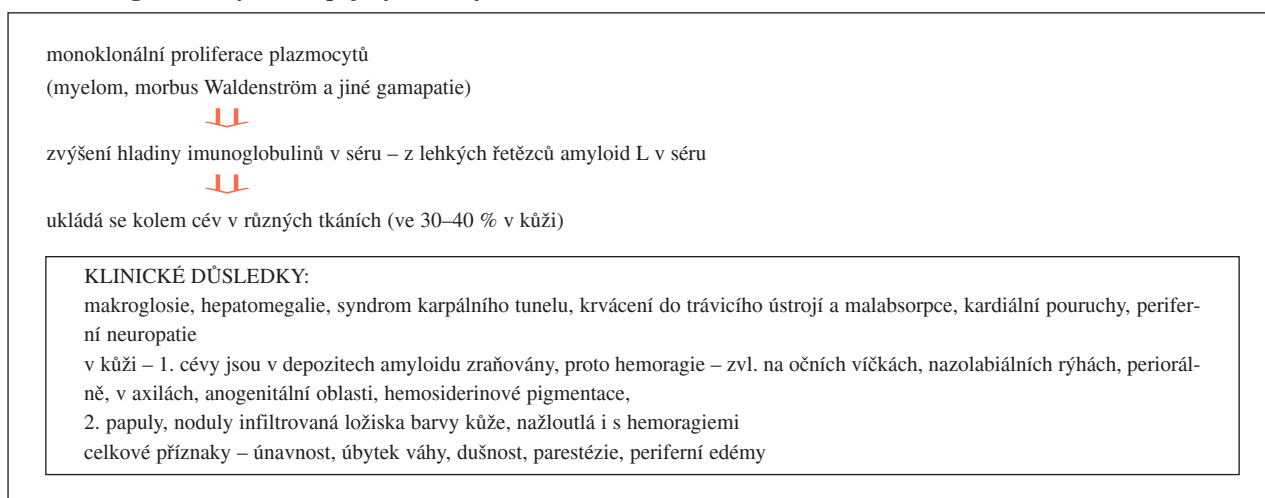 monoklonální proliferace plazmocytů
(myelom, morbus Waldenström a jiné gamapatie)
zvýšení hladiny imunoglobulinů v séru – z lehkých řetězců amyloid L v séru
ukládá se kolem cév v různých tkáních (ve 30–40 % v kůži)
KLINICKÉ DŮSLEDKY:
makroglosie, hepatomegalie, syndrom karpálního tunelu, krvácení do trávicího ústrojí a malabsorpce, kardiální pouruchy, perifer-
ní neuropatie
v kůži – 1. cévy jsou v depozitech amyloidu zraňovány, proto hemoragie – zvl. na očních víčkách, nazolabiálních rýhách, periorál-
ně, v axilách, anogenitální oblasti, hemosiderinové pigmentace,
2. papuly, noduly infiltrovaná ložiska barvy kůže, nažloutlá i s hemoragiemi
celkové příznaky – únavnost, úbytek váhy, dušnost, parestézie, periferní edémy